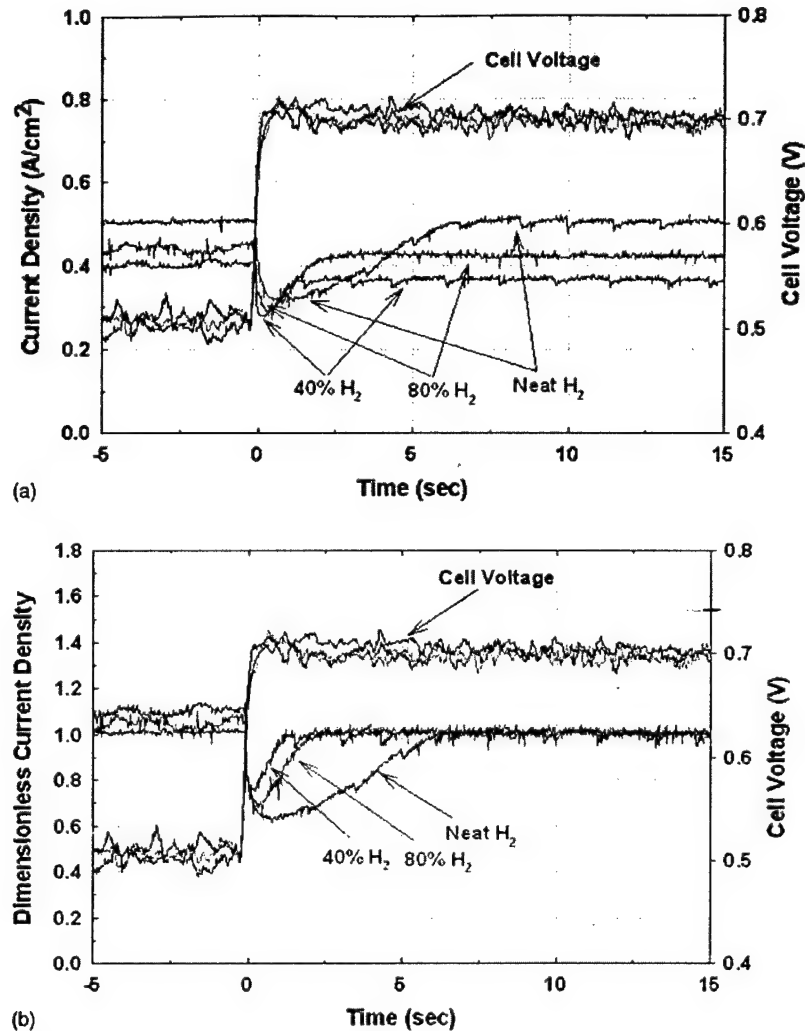 1.0
0.8
0.6
0.4
0.2
0.0
Current Density (A/cm²)
Cell Voltage
40% H₂
80% H₂
Neat H₂
0.8
0.7
0.6
0.5
0.4
Cell Voltage (V)
-5
0
5
10
15
Time (sec)
(a)
1.8
1.6
1.4
1.2
1.0
0.8
0.6
0.4
0.2
0.0
Dimensionless Current Density
Cell Voltage
Neat H₂
40% H₂
80% H₂
0.8
0.7
0.6
0.5
0.4
Cell Voltage (V)
-5
0
5
10
15
Time (sec)
(b)